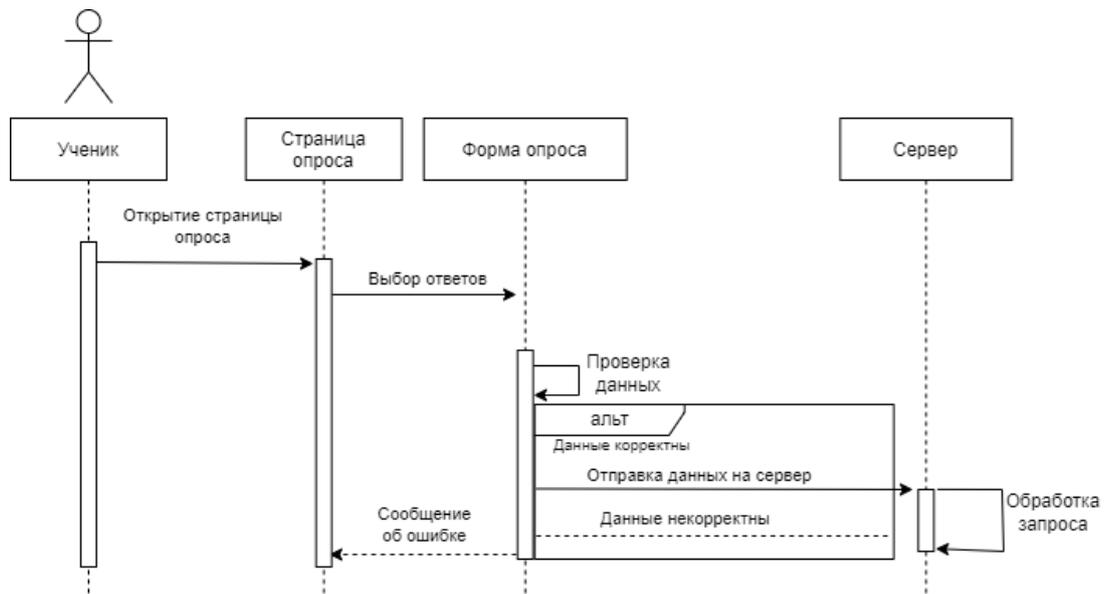 Ученик
Страница
опроса
Форма опроса
Сервер
Открытие страницы
опроса
Выбор ответов
Проверка
данных
альт
Данные корректны
Отправка данных на сервер
Обработка
запроса
Данные некорректны
Сообщение
об ошибке